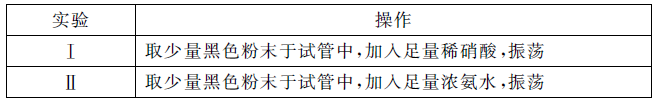 实验 操作
Ⅰ 取少量黑色粉末于试管中,加入足量稀硝酸,振荡
Ⅱ 取少量黑色粉末于试管中,加入足量浓氨水,振荡